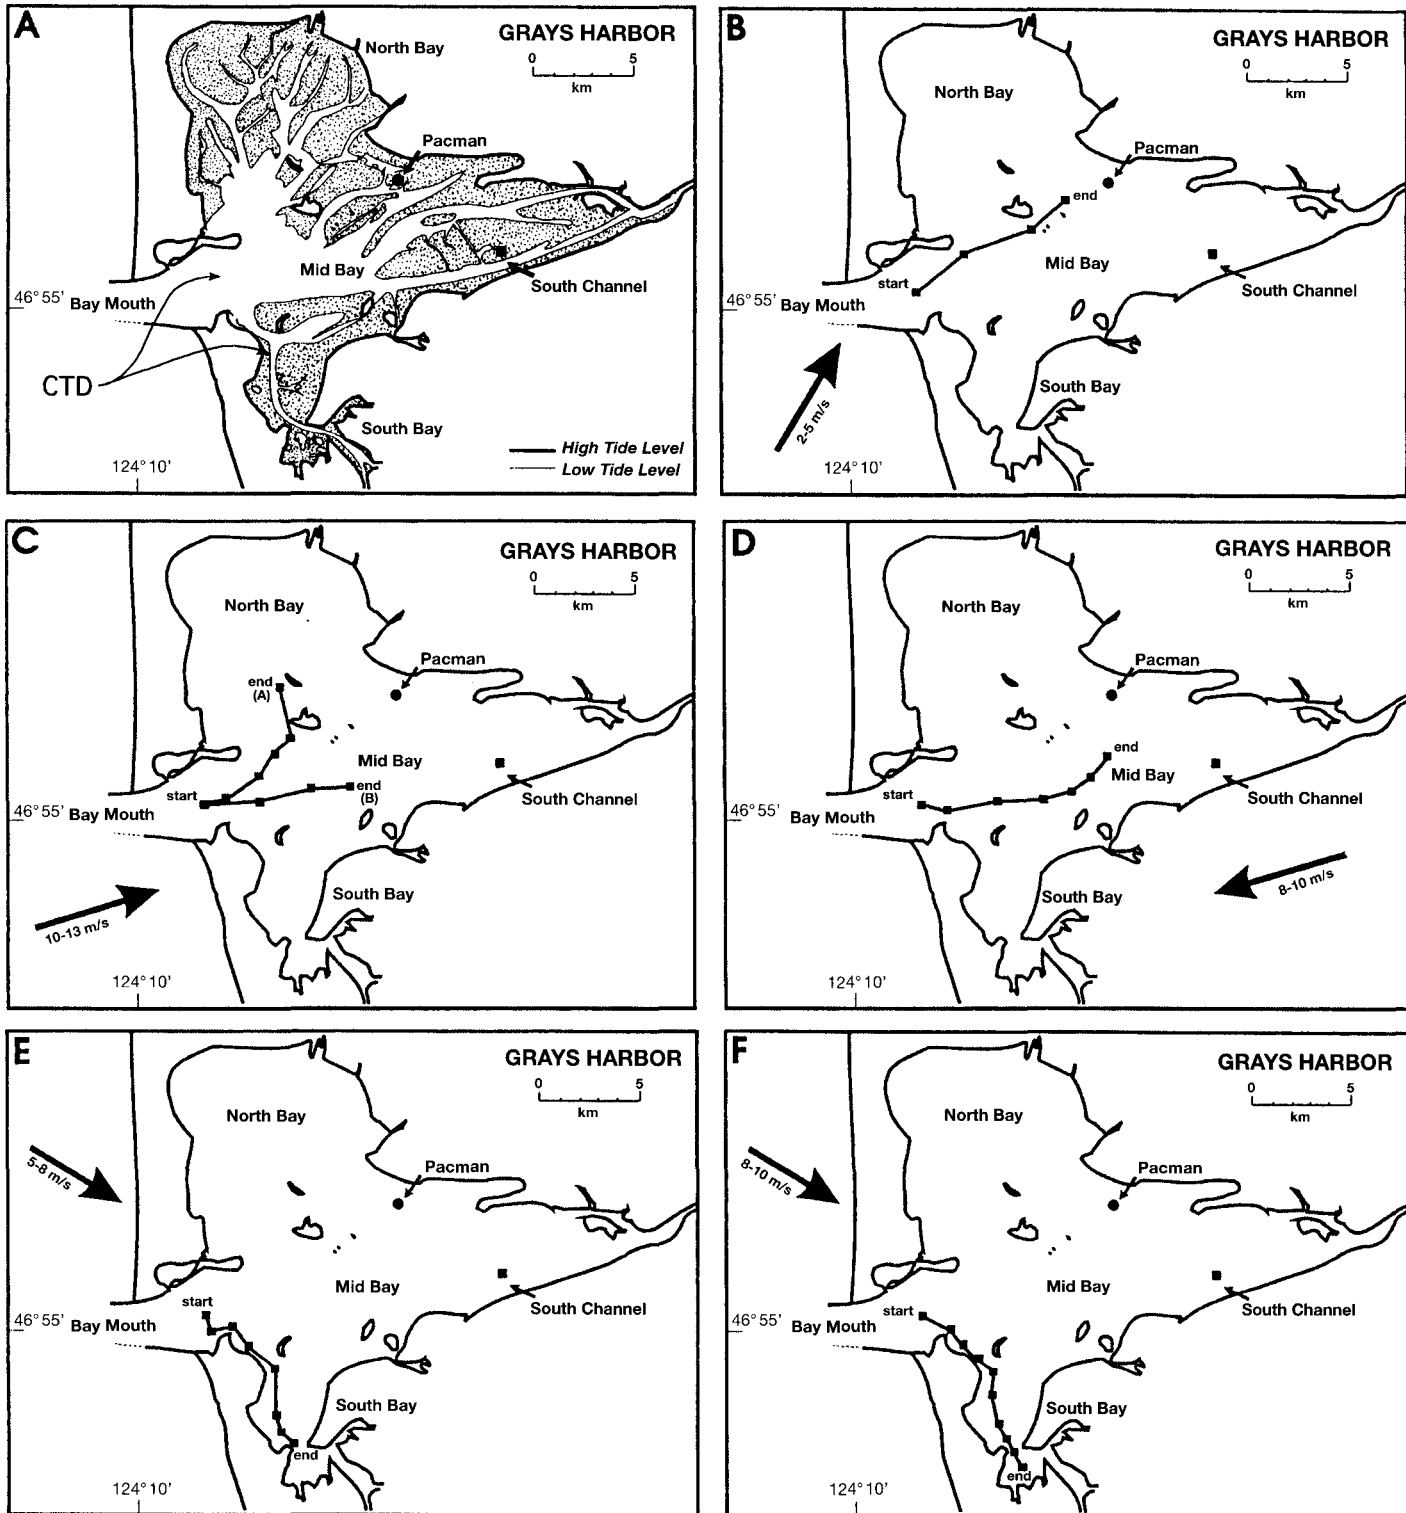 A
GRAYS HARBOR
0 5
km
North Bay
Pacman
Mid Bay
South Channel
46°55'
Bay Mouth
CTD
South Bay
High Tide Level
Low Tide Level
124°10'
B
GRAYS HARBOR
0 5
km
North Bay
Pacman
end
Mid Bay
start
South Channel
46°55'
Bay Mouth
South Bay
2-5 m/s
124°10'
C
GRAYS HARBOR
0 5
km
North Bay
Pacman
end
(A)
Mid Bay
start
end
(B)
South Channel
46°55'
Bay Mouth
South Bay
10-13 m/s
124°10'
D
GRAYS HARBOR
0 5
km
North Bay
Pacman
end
Mid Bay
start
South Channel
46°55'
Bay Mouth
8-10 m/s
South Bay
124°10'
E
GRAYS HARBOR
0 5
km
North Bay
5-8 m/s
Pacman
Mid Bay
start
South Channel
46°55'
Bay Mouth
South Bay
end
124°10'
F
GRAYS HARBOR
0 5
km
North Bay
8-10 m/s
Pacman
Mid Bay
start
South Channel
46°55'
Bay Mouth
South Bay
end
124°10'